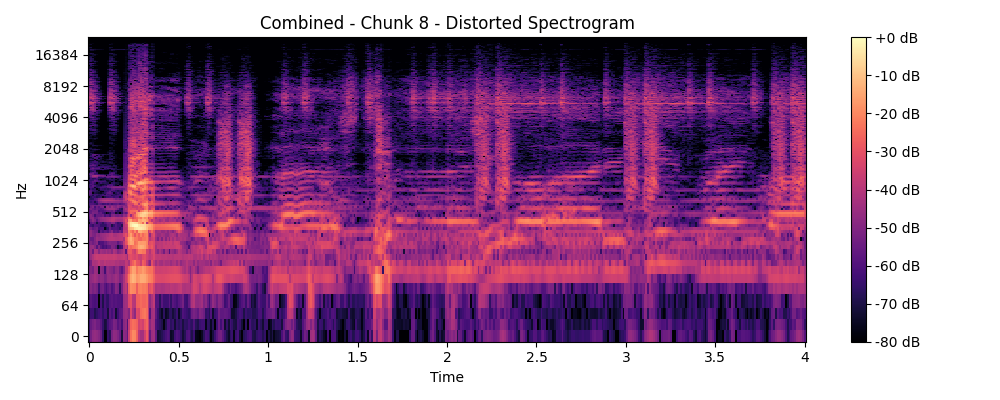 Combined - Chunk 8 - Distorted Spectrogram
Hz
16384
8192
4096
2048
1024
512
256
128
64
0
0 0.5 1 1.5 2 2.5 3 3.5 4
Time
+0 dB
-10 dB
-20 dB
-30 dB
-40 dB
-50 dB
-60 dB
-70 dB
-80 dB